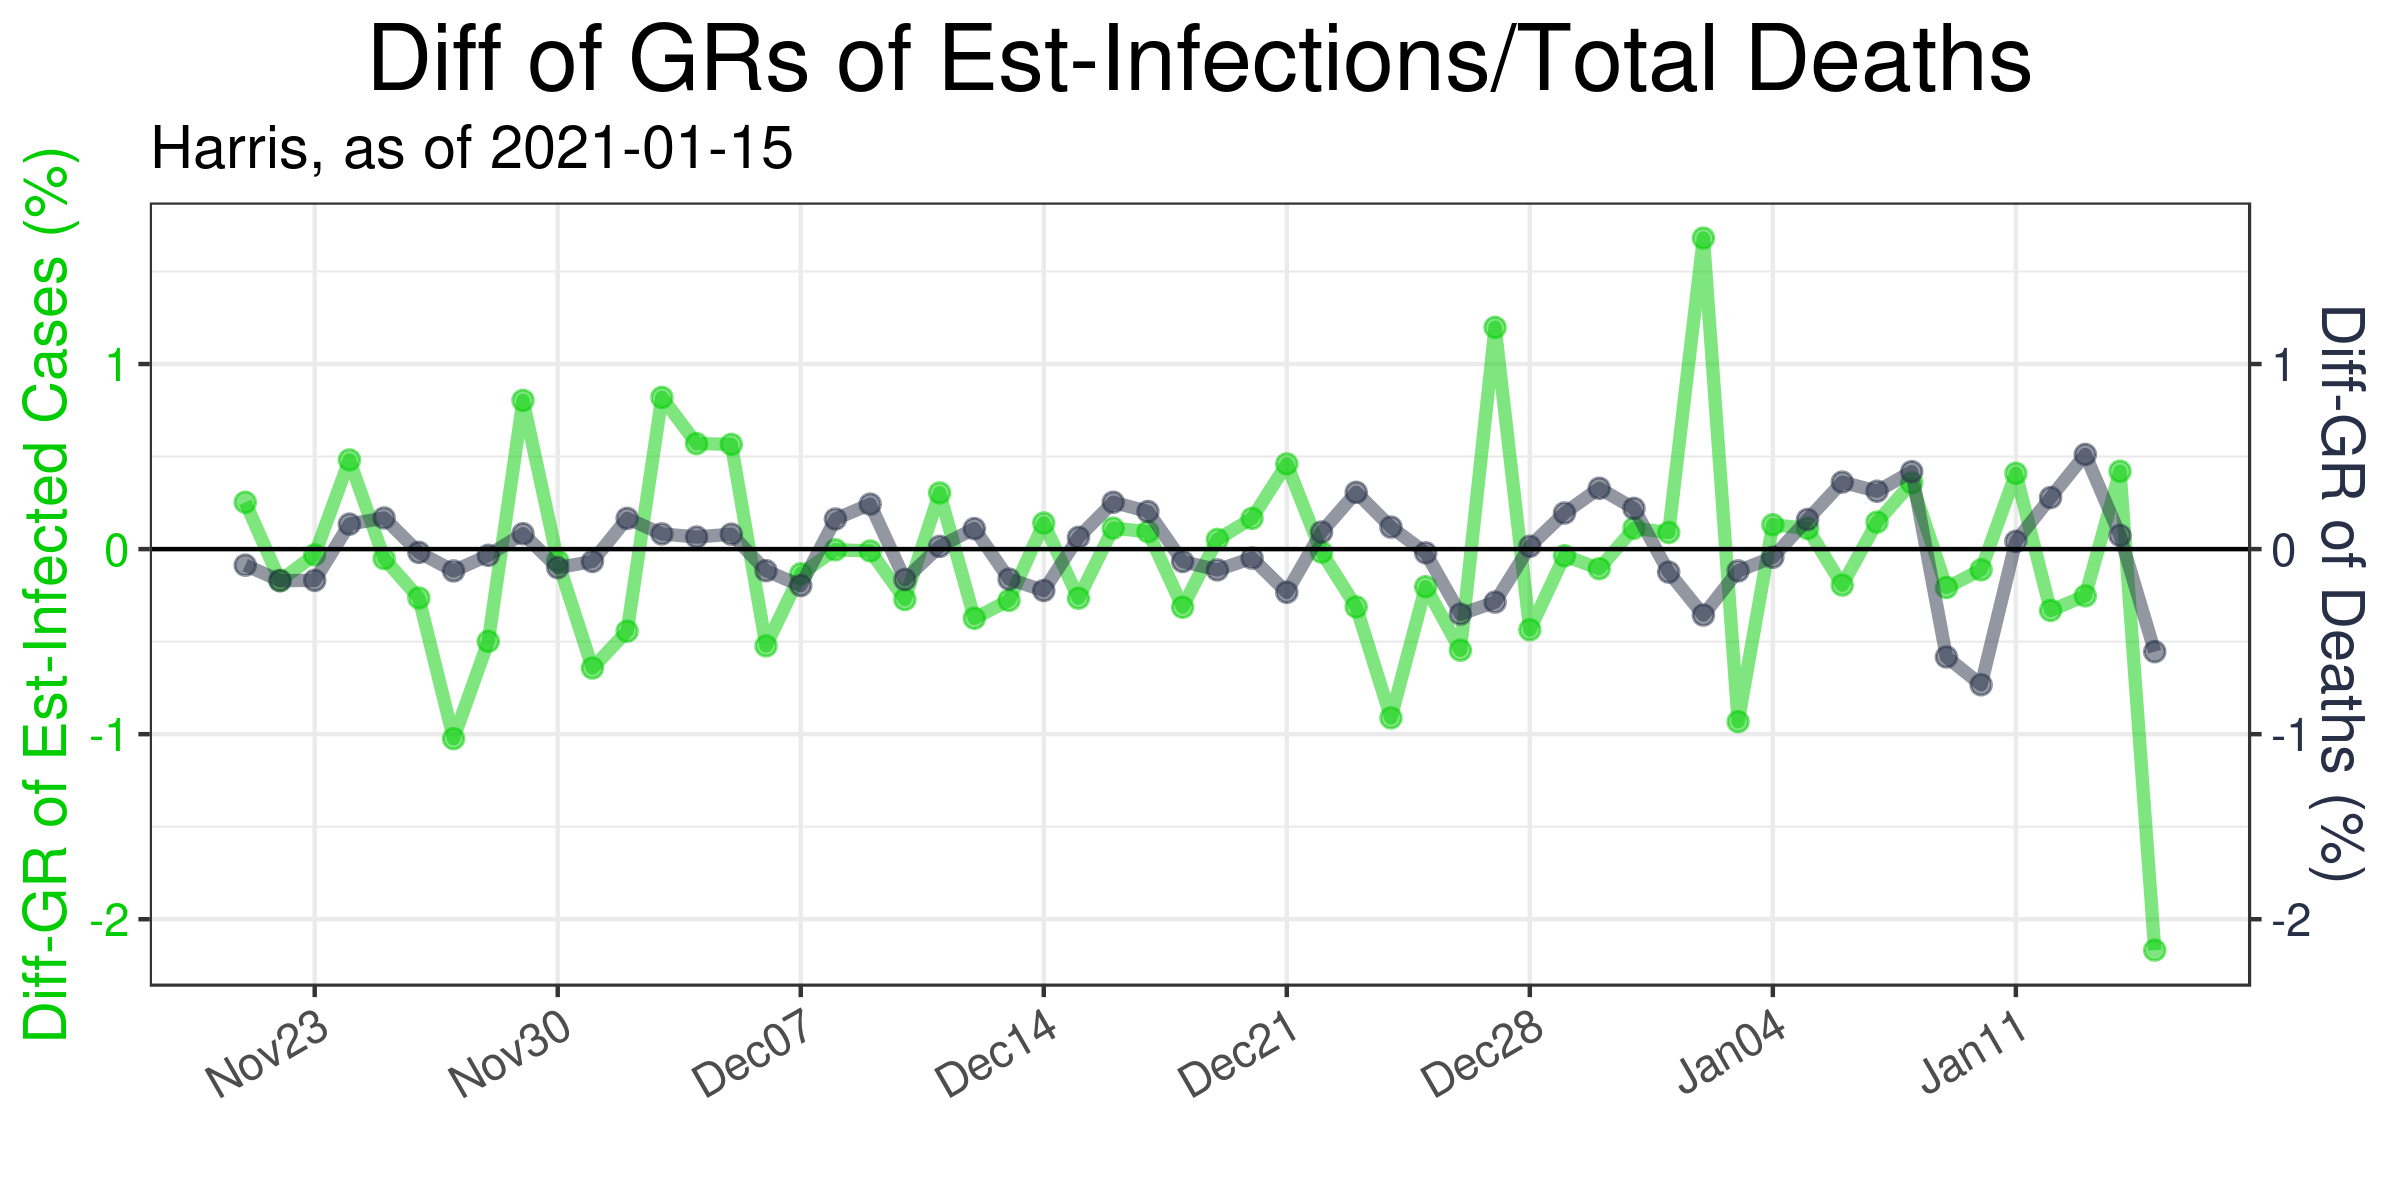 Diff of GRs of Est-Infections/Total Deaths
Harris, as of 2021-01-15
Diff-GR of Est-Infected Cases (%)
1
0
-1
-2
1
0
-1
-2
Diff-GR of Deaths (%)
Nov23
Nov30
Dec07
Dec14
Dec21
Dec28
Jan04
Jan11